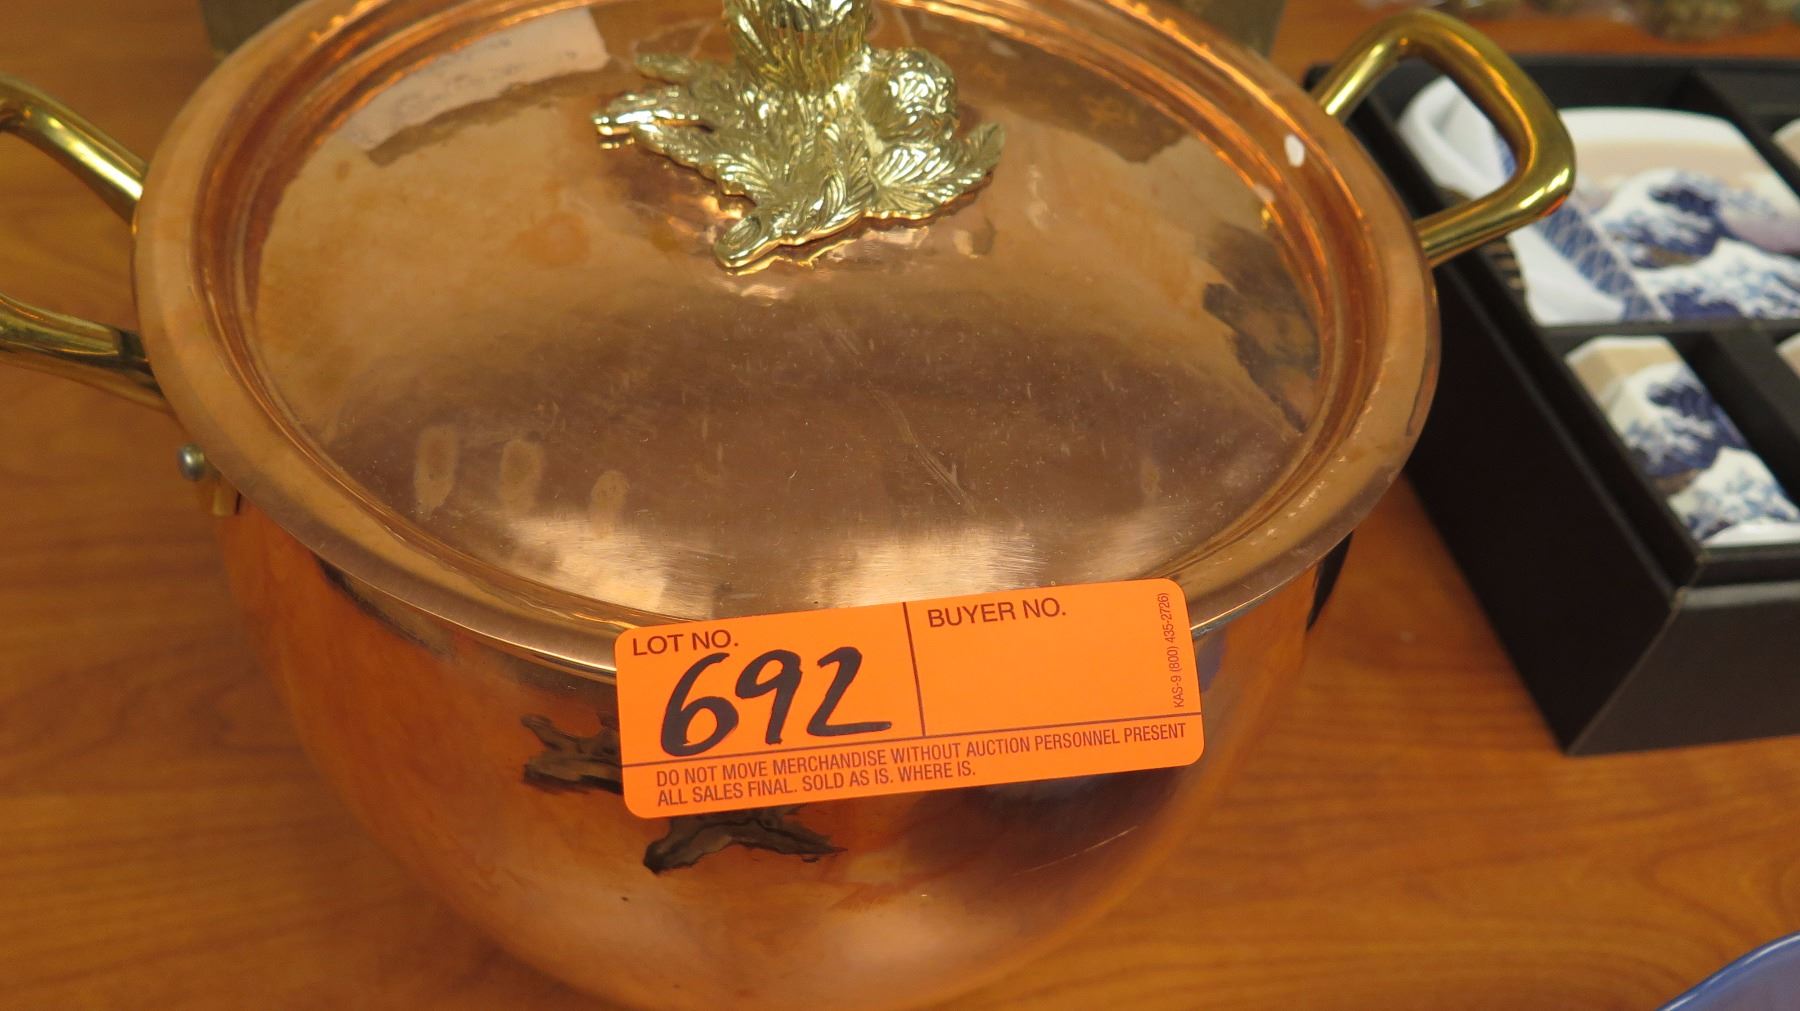 LOT NO.
692
BUYER NO.
KAS-9 (800) 435-2726)
DO NOT MOVE MERCHANDISE WITHOUT AUCTION PERSONNEL PRESENT
ALL SALES FINAL. SOLD AS IS. WHERE IS.